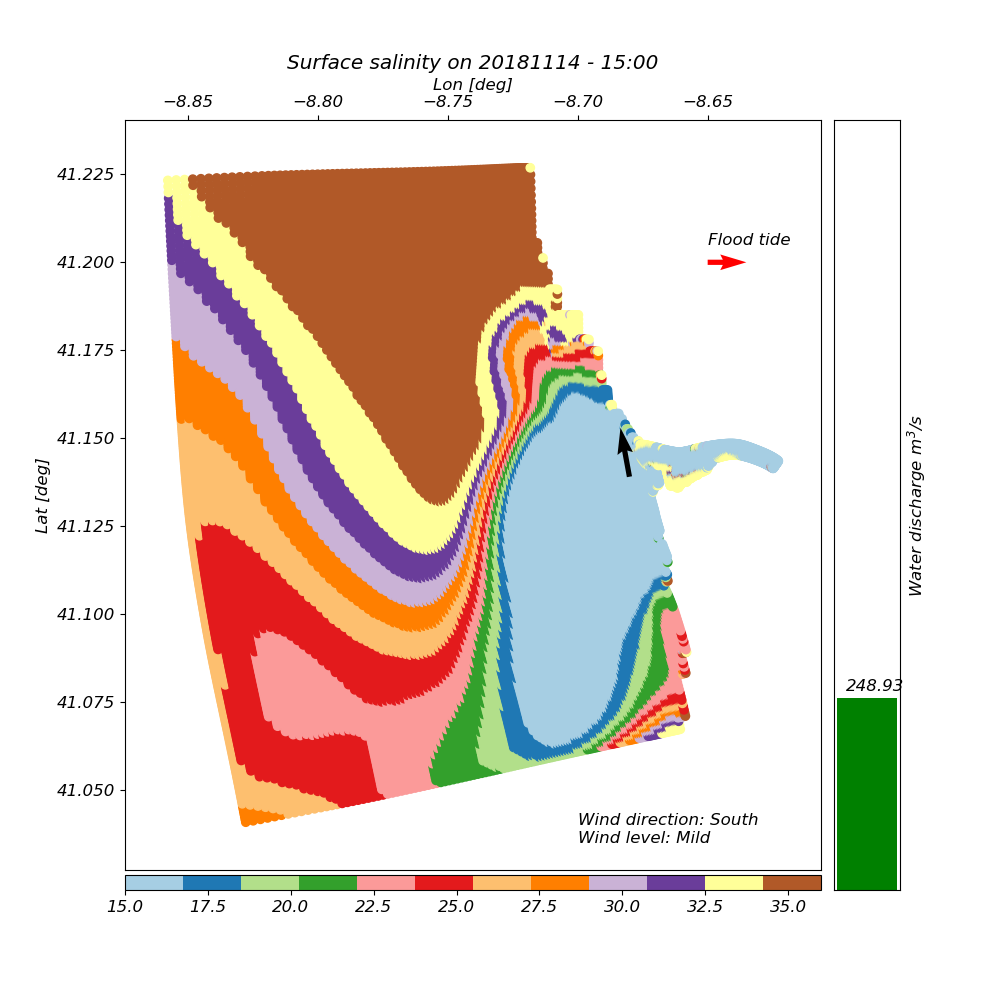 Surface salinity on 20181114 - 15:00
Lon [deg]
−8.85 −8.80 −8.75 −8.70 −8.65
41.225
41.200
41.175
41.150
41.125
41.100
41.075
41.050
Lat [deg]
Flood tide
Wind direction: South
Wind level: Mild
248.93
Water discharge m³/s
15.0 17.5 20.0 22.5 25.0 27.5 30.0 32.5 35.0